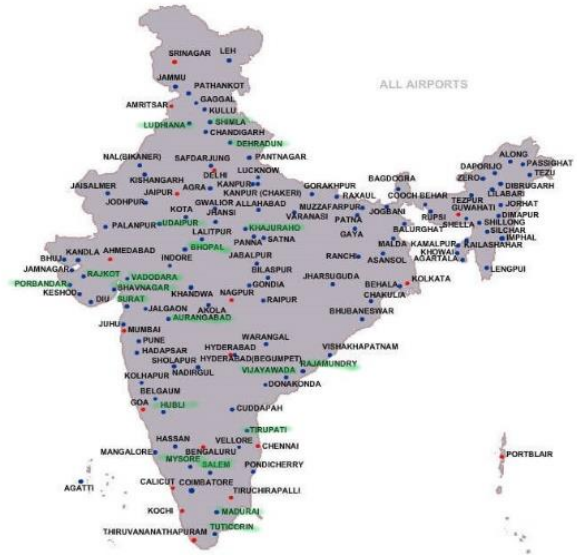 SRINAGAR
LEH
JAMMU
PATHANKOT
ALL AIRPORTS
GAGGAL
AMRITSAR
KULLU
LUDHIANA
SHIMLA
CHANDIGARH
DEHRADUN
NAL(BIKANER)
SAFDARJUNG
PANTNAGAR
DELHI
KISHANGARH
LUCKNOW
JAISALMER
JAIPUR
AGRA
KANPUR
KANPUR (CHAKERI)
GORAKHPUR
BAGDOGRA
DAPORIJO
ALONG
PASSIGHAT
ZERO
TEZU
JODHPUR
GWALIOR
ALLAHABAD
MUZZAFARPUR
RAXAUL
COOCH BEHAR
TEZPUR
LILABARI
DIBRUGARH
KOTA
JHANSI
VARANASI
PATNA
JOGBANI
RUPSI
GUWAHATI
JORHAT
PALANPUR
UDAIPUR
LALITPUR
KHAJURAHO
GAYA
BALURGHAT
SHELLA
SHILLONG
DIMAPUR
KANDLA
AHMEDABAD
BHOPAL
PANNA
SATNA
MALDA
KAMALPUR
SILCHAR
IMPHAL
BHUJ
INDORE
JABALPUR
RANCHI
ASANSOL
KHOWAI
KAILASHAHAR
AGARTALA
JAMNAGAR
RAJKOT
VADODARA
BILASPUR
JHARSUGUDA
LENGPUI
PORBANDAR
BHAVNAGAR
KHANDWA
NAGPUR
GONDIA
BEHALA
KOLKATA
KESHOD
DIU
SURAT
JALGAON
AKOLA
RAIPUR
CHAKULIA
AURANGABAD
BHUBANESWAR
JUHU
MUMBAI
PUNE
WARANGAL
HADAPSAR
HYDERABAD
VISHAKHAPATNAM
SHOLAPUR
HYDERABAD(BEGUMPET)
NADIRGUL
RAJAMUNDRY
KOLHAPUR
VIJAYAWADA
DONAKONDA
BELGAUM
GOA
HUBLI
CUDDAPAH
TIRUPATI
HASSAN
VELLORE
CHENNAI
MANGALORE
BENGALURU
PORTBLAIR
MYSORE
SALEM
PONDICHERRY
AGATTI
CALICUT
COIMBATORE
TIRUCHIRAPALLI
KOCHI
MADURAI
TUTICORIN
THIRUVANANATHAPURAM